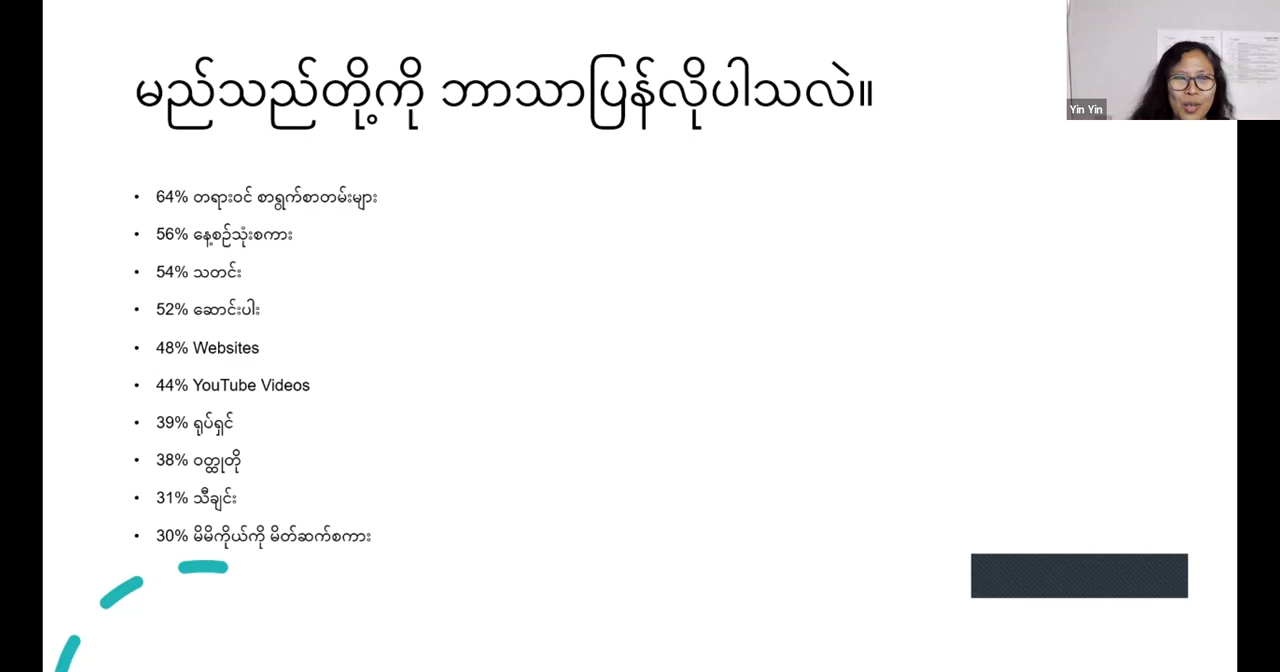 မည်သည်တို့ကို ဘာသာပြန်လိုပါသလဲ။
Yin Yin
• 64% တရားဝင် စာရွက်စာတမ်းများ
• 56% နေ့စဉ်သုံးစကား
• 54% သတင်း
• 52% ဆောင်းပါး
• 48% Websites
• 44% YouTube Videos
• 39% ရုပ်ရှင်
• 38% ဝတ္ထုတို
• 31% သီချင်း
• 30% မိမိကိုယ်ကို မိတ်ဆက်စကား